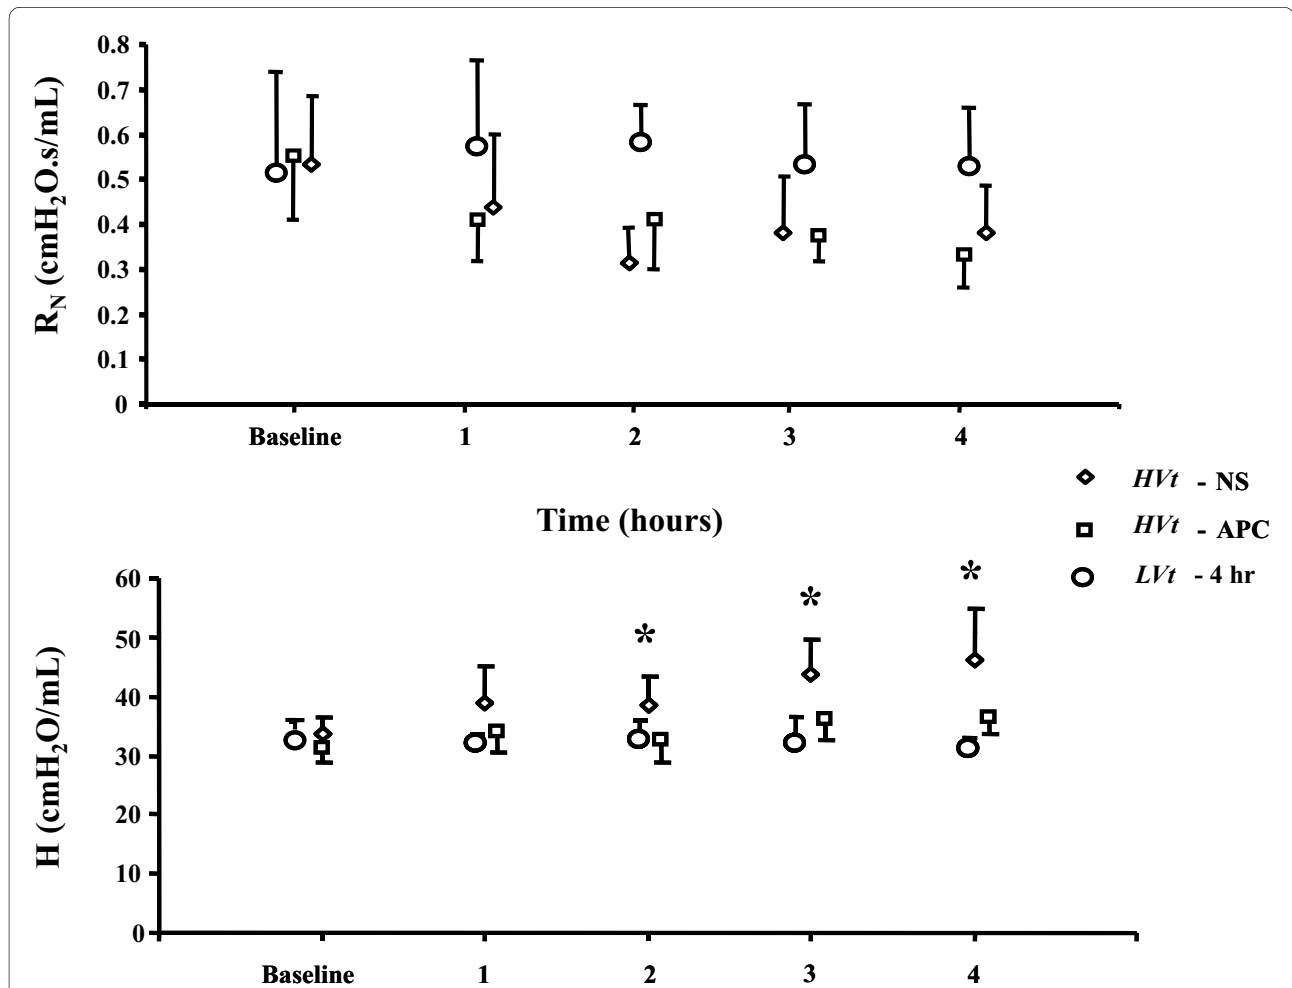 0.8
0.7
0.6
0.5
0.4
0.3
0.2
0.1
0
R_N (cmH₂O.s/mL)
Baseline 1 2 3 4
Time (hours)
HVt - NS
HVt - APC
LVt - 4 hr
60
50
40
30
20
10
0
H (cmH₂O/mL)
* * *
Baseline 1 2 3 4